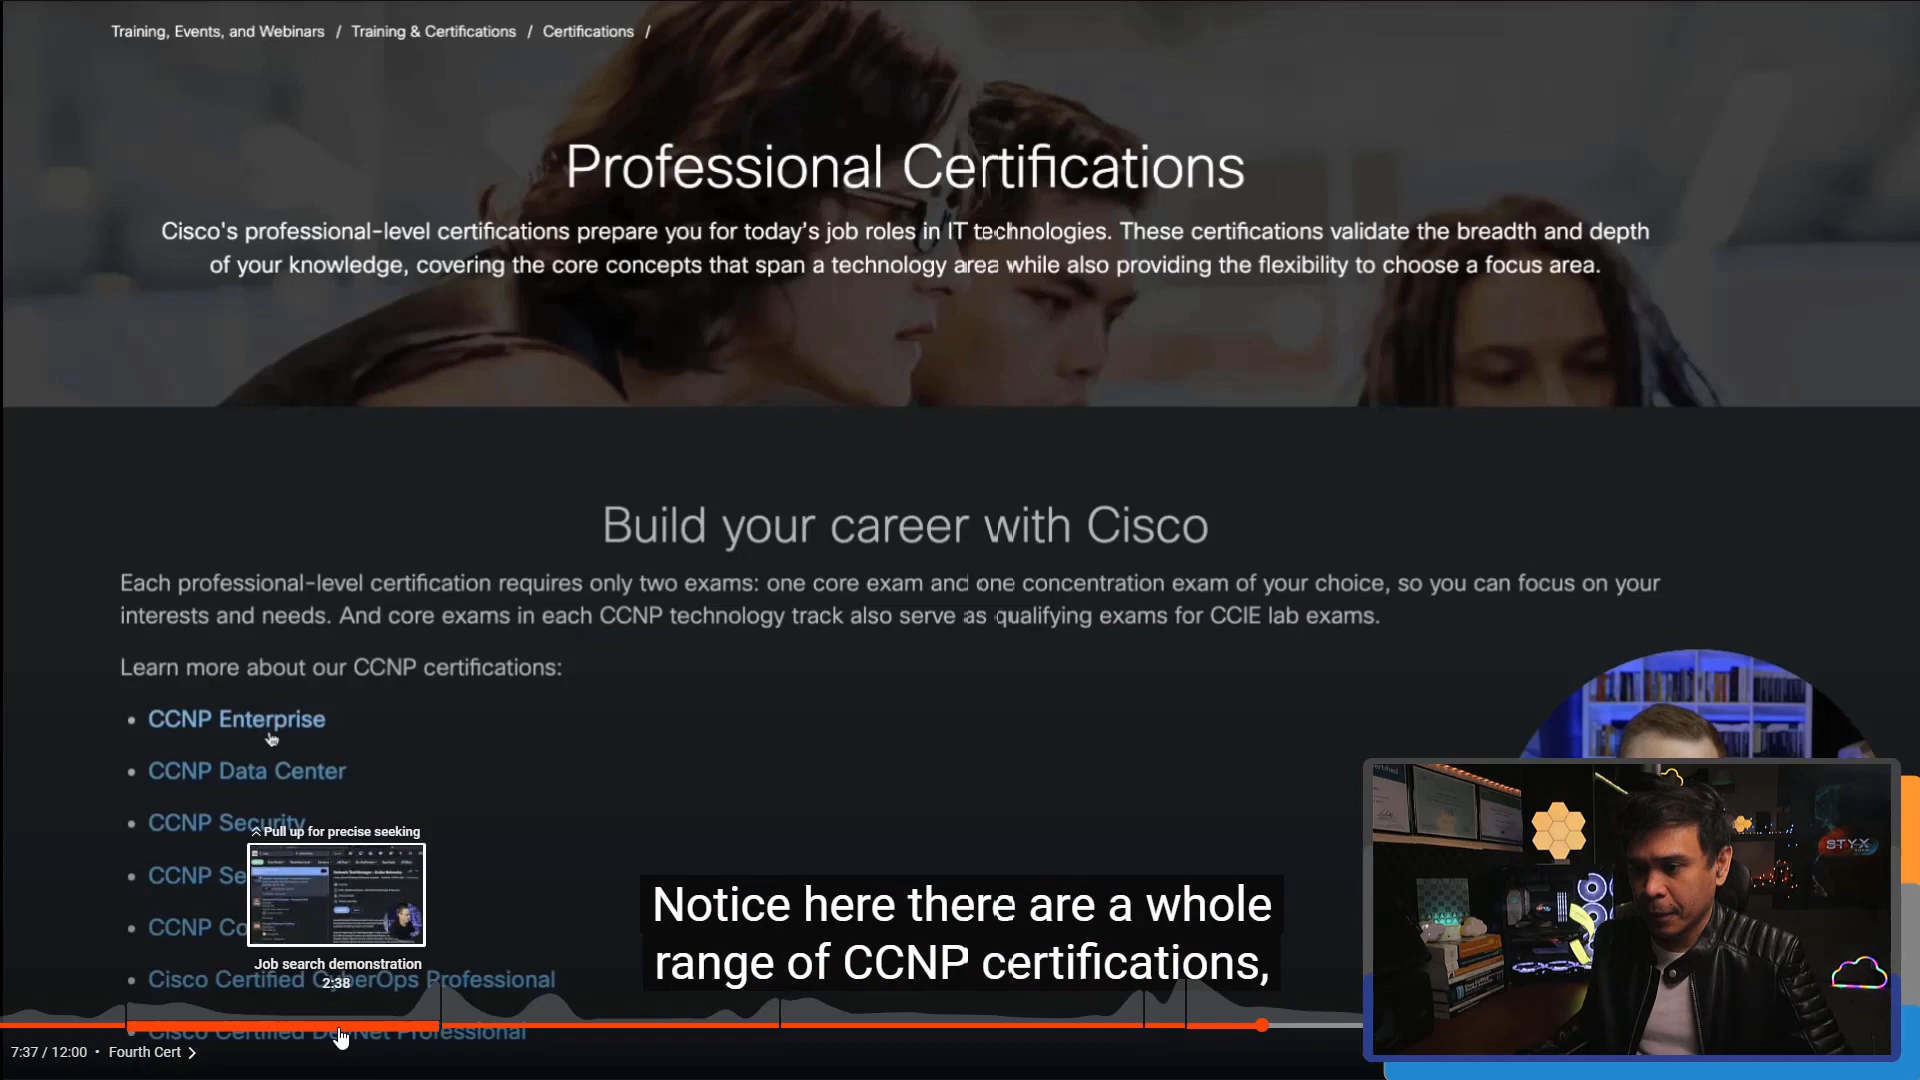 Training, Events, and Webinars / Training & Certifications / Certifications /
Professional Certifications
Cisco's professional-level certifications prepare you for today's job roles in IT technologies. These certifications validate the breadth and depth
of your knowledge, covering the core concepts that span a technology area while also providing the flexibility to choose a focus area.
Build your career with Cisco
Each professional-level certification requires only two exams: one core exam and one concentration exam of your choice, so you can focus on your
interests and needs. And core exams in each CCNP technology track also serve as qualifying exams for CCIE lab exams.
Learn more about our CCNP certifications:
• CCNP Enterprise
• CCNP Data Center
• CCNP Security
Pull up for precise seeking
• CCNP Se
• CCNP Co
Job search demonstration
• Cisco Certified CyberOps Professional
2:38
Cisco Certified DevNet Professional
Notice here there are a whole
range of CCNP certifications,
7:37 / 12:00 • Fourth Cert
STYX